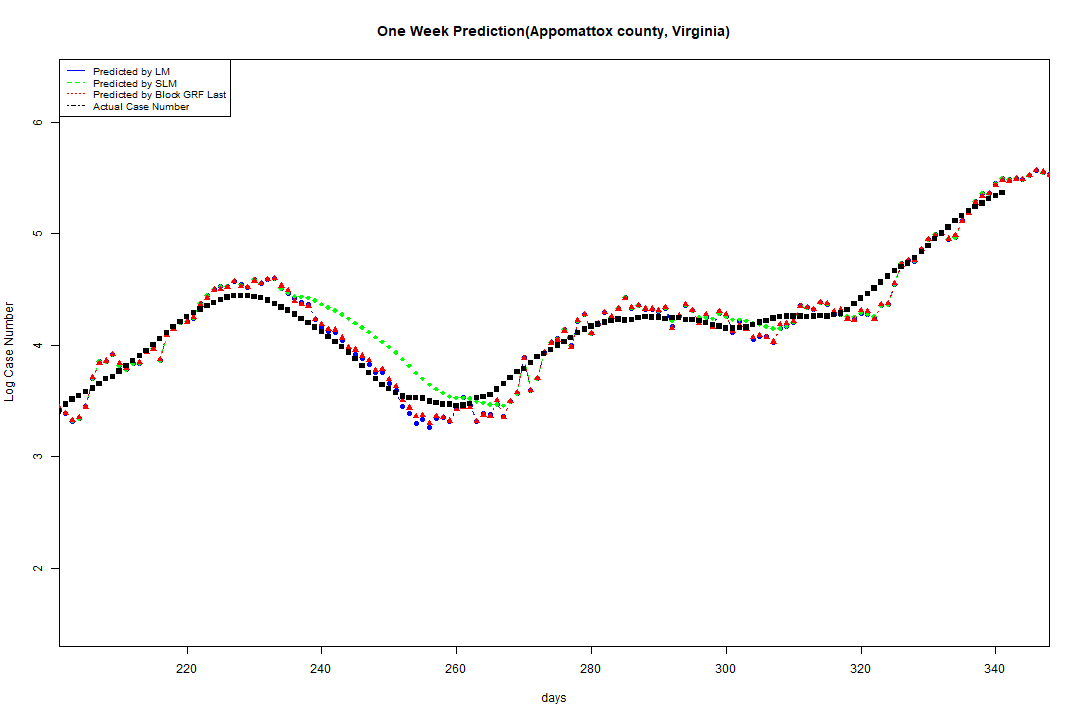 One Week Prediction(Appomattox county, Virginia)
Predicted by LM
Predicted by SLM
Predicted by Block GRF Last
Actual Case Number
Log Case Number
6
5
4
3
2
220 240 260 280 300 320 340
days